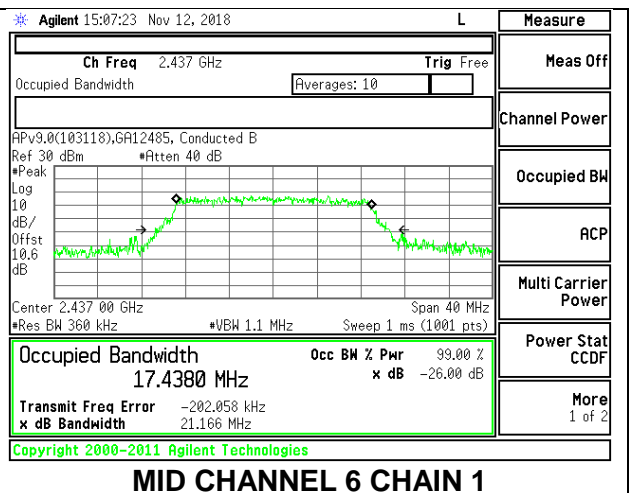 Agilent 15:07:23 Nov 12, 2018 L Measure
Ch Freq 2.437 GHz Trig Free
Meas Off
Occupied Bandwidth Averages: 10
Channel Power
APv9.0(103118),GA12485, Conducted B
Ref 30 dBm #Atten 40 dB
#Peak
Log
10
dB/
Offst
10.6
dB
Occupied BW
ACP
Multi Carrier
Power
Center 2.437 00 GHz Span 40 MHz
#Res BW 360 kHz #VBW 1.1 MHz Sweep 1 ms (1001 pts)
Power Stat
CCDF
Occupied Bandwidth Occ BW % Pwr 99.00 %
17.4380 MHz x dB -26.00 dB
Transmit Freq Error -202.058 kHz
x dB Bandwidth 21.166 MHz
More
1 of 2
Copyright 2000-2011 Agilent Technologies
MID CHANNEL 6 CHAIN 1